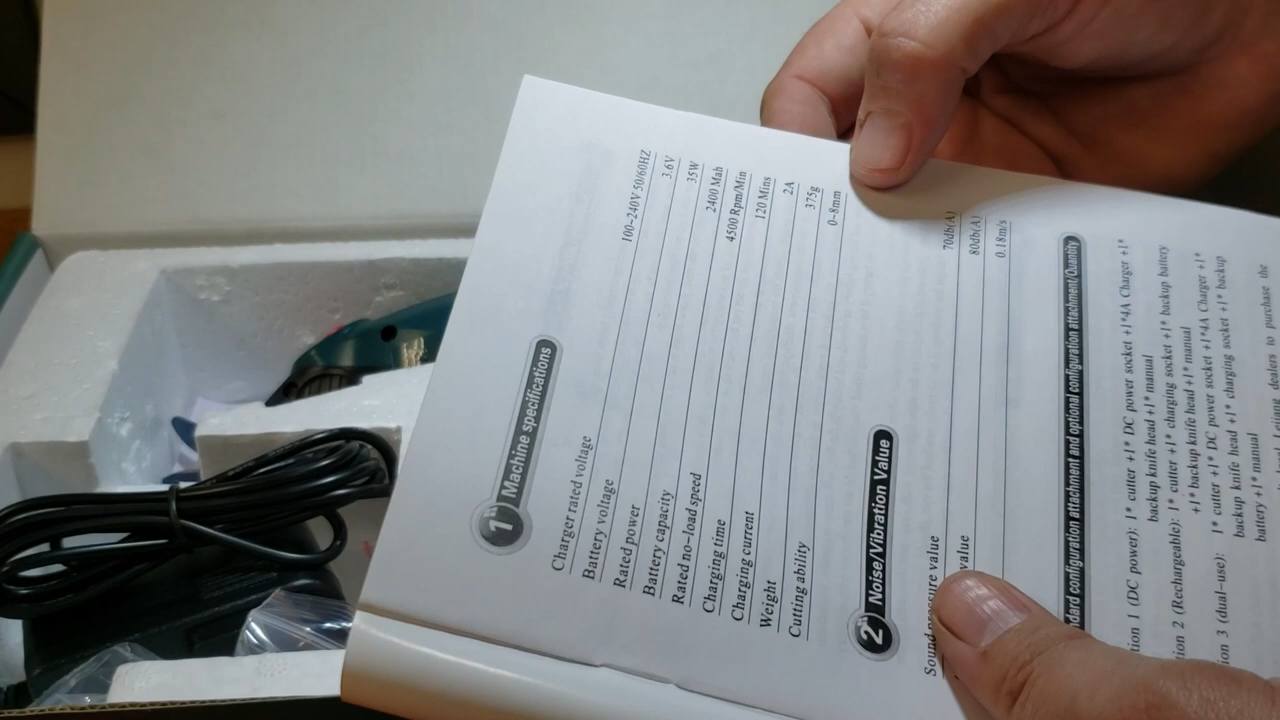 1 Machine specifications
Charger rated voltage 100~240V 50/60HZ
Battery voltage 3.6V
Rated power 35W
Battery capacity 2400 Mah
Rated no-load speed 4500 Rpm/Min
Charging time 120 Mins
Charging current 2A
Weight 375g
Cutting ability 0~8mm
2 Noise/Vibration Value
Sound pressure value 70db(A)
value 80db(A)
0.18m/s
configuration attachment and optional configuration attachment/Quantity
1 (DC power): 1* cutter +1* DC power socket +1*4A Charger +1*
backup knife head +1* manual
2 (Rechargeable): 1* cutter +1* charging socket +1* backup battery
+1* backup knife head +1* manual
3 (dual-use): 1* cutter +1* DC power socket +1*4A Charger +1*
backup knife head +1* charging socket +1* backup
battery +1* manual
dealers to purchase the